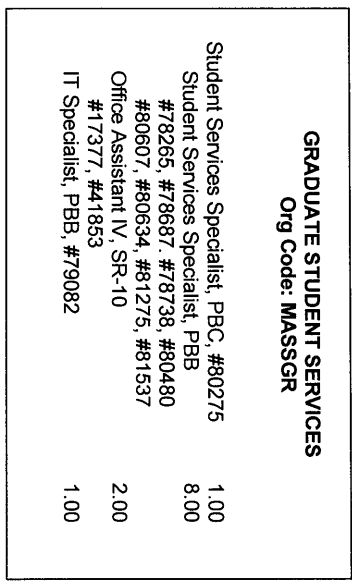 GRADUATE STUDENT SERVICES
Org Code: MASSGR
Student Services Specialist, PBC, #80275 1.00
Student Services Specialist, PBB 8.00
#78265, #78687. #78738, #80480
#80607, #80634, #81275, #81537
Office Assistant IV, SR-10 2.00
#17377, #41853
IT Specialist, PBB, #79082 1.00